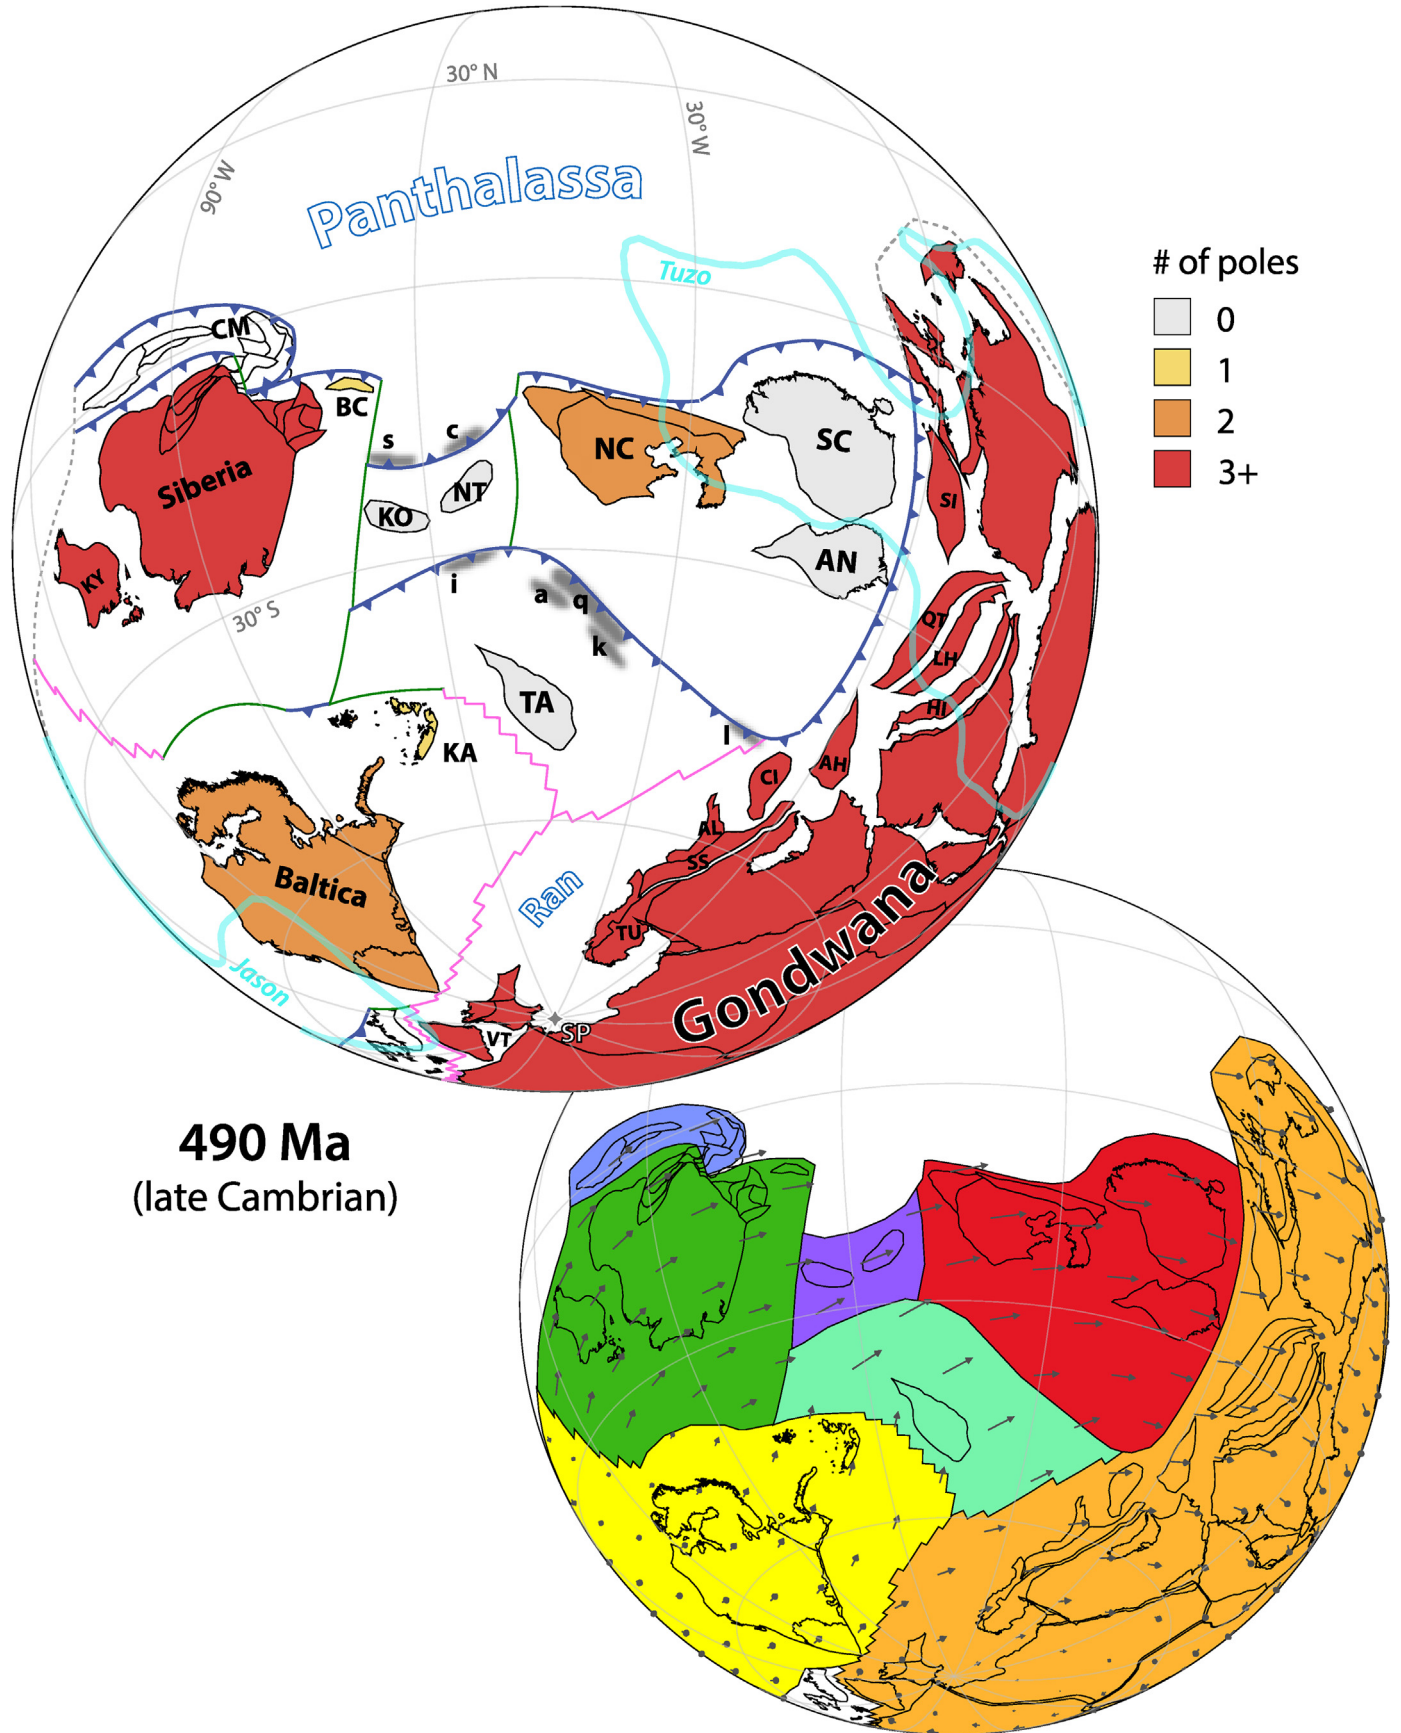 30° N
30° W
90° W
Panthalassa
# of poles
0
1
2
3+
Tuzo
CM
BC
s
c
NC
SC
Siberia
NT
KO
SI
AN
KY
i
a
q
k
30° S
QT
LH
HI
TA
l
KA
CI
AH
AL
SS
Baltica
Ran
TU
Gondwana
Jason
VT
SP
490 Ma
(late Cambrian)